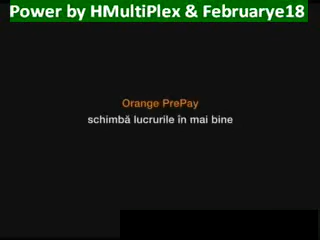 Power by HMultiPlex & Februarye18
Orange PrePay
schimbă lucrurile în mai bine